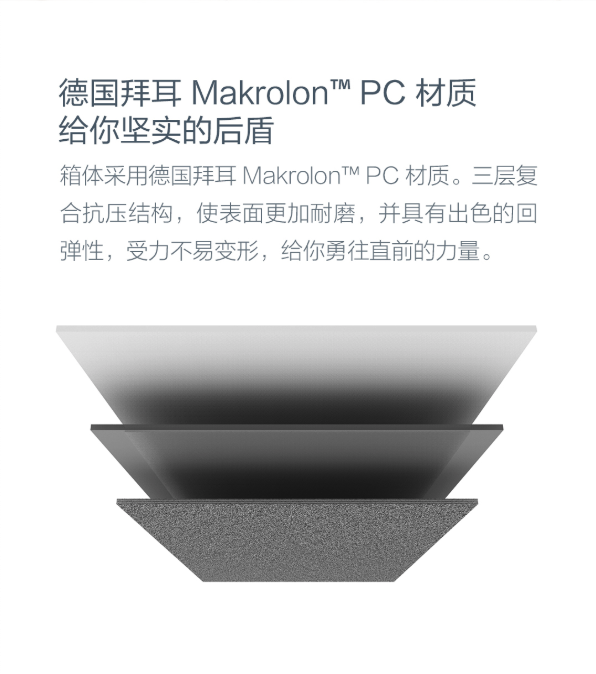 德国拜耳 Makrolon™ PC 材质
给你坚实的后盾
箱体采用德国拜耳 Makrolon™ PC 材质。三层复
合抗压结构，使表面更加耐磨，并具有出色的回
弹性，受力不易变形，给你勇往直前的力量。